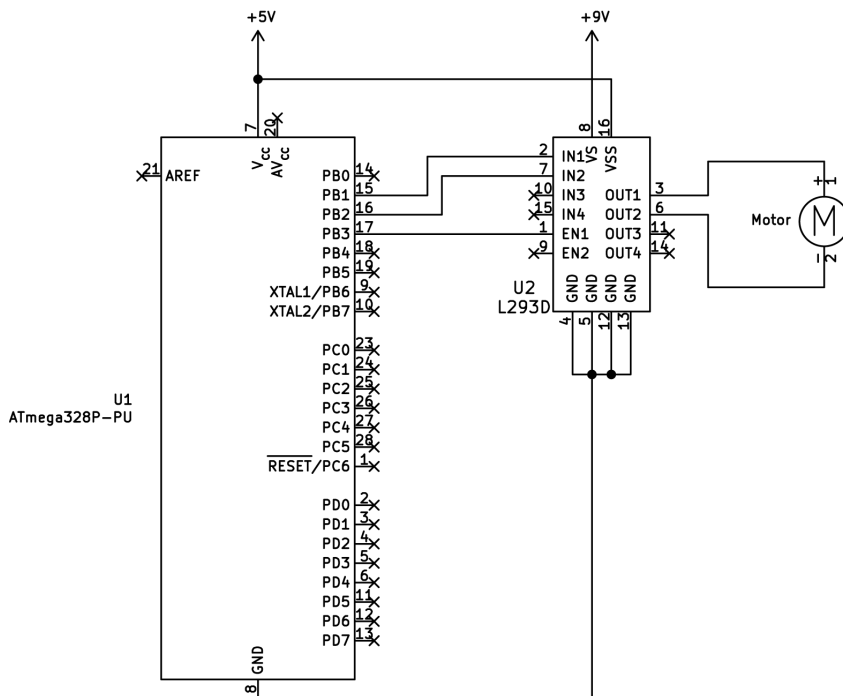 +5V
+9V
7
20
8
16
VCC
AVCC
VS
VSS
21
AREF
PB0
14
PB1
15
PB2
16
PB3
17
PB4
18
PB5
19
XTAL1/PB6
9
XTAL2/PB7
10
PC0
23
PC1
24
PC2
25
PC3
26
PC4
27
PC5
28
RESET/PC6
1
PD0
2
PD1
3
PD2
4
PD3
5
PD4
6
PD5
11
PD6
12
PD7
13
GND
8
U1
ATmega328P-PU
2
IN1
7
IN2
10
IN3
15
IN4
1
EN1
9
EN2
OUT1
3
OUT2
6
OUT3
11
OUT4
14
GND
GND
GND
GND
4
5
12
13
U2
L293D
Motor
M
+
1
-
2